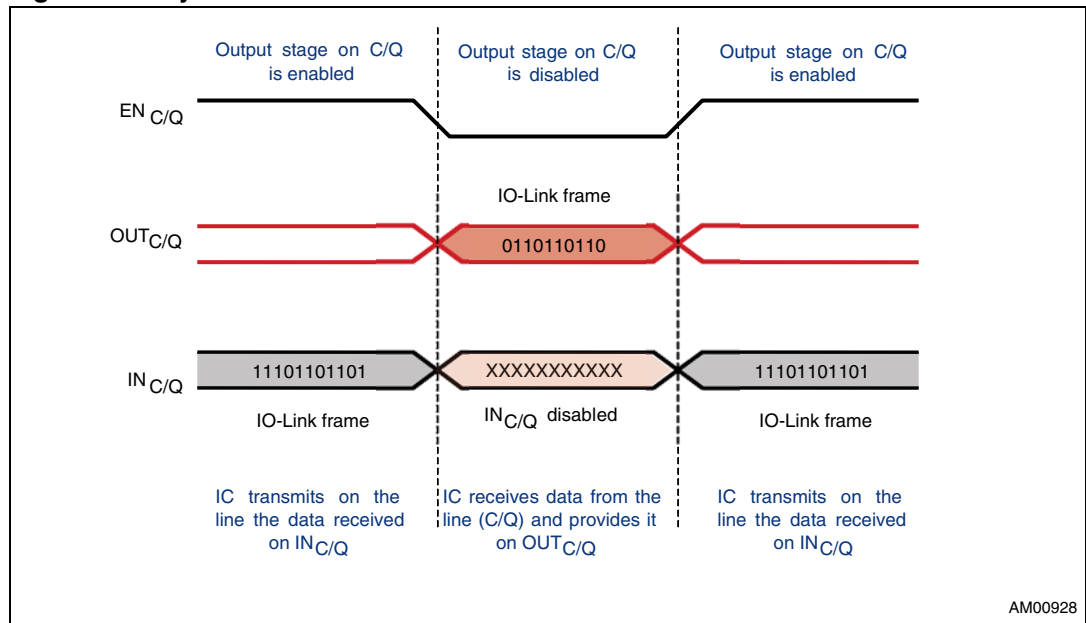 Output stage on C/Q
is enabled
Output stage on C/Q
is disabled
Output stage on C/Q
is enabled
EN C/Q
IO-Link frame
OUTC/Q
0110110110
INC/Q
11101101101
XXXXXXXXXXX
11101101101
IO-Link frame
INC/Q disabled
IO-Link frame
IC transmits on the
line the data received
on INC/Q
IC receives data from the
line (C/Q) and provides it
on OUTC/Q
IC transmits on the
line the data received
on INC/Q
AM00928